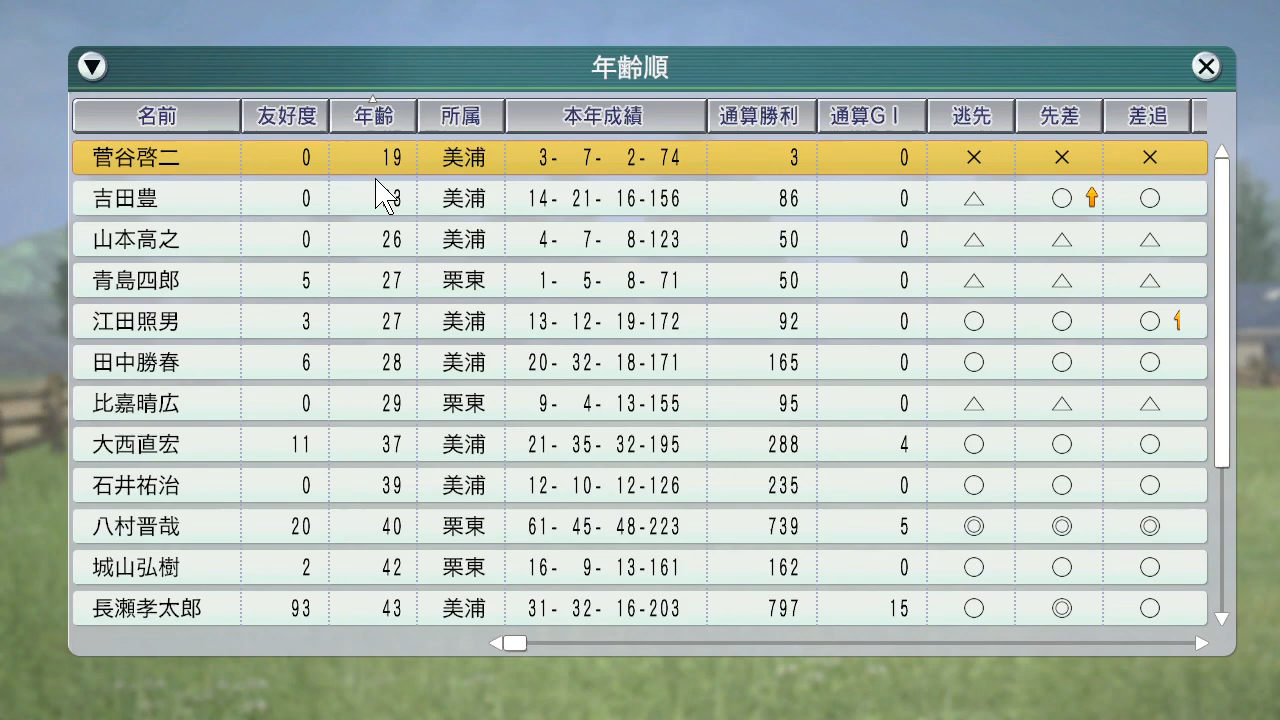 年齢順
名前 友好度 年齢 所属 本年成績 通算勝利 通算GⅠ 逃先 先差 差追
菅谷啓二 0 19 美浦 3- 7- 2- 74 3 0 × × ×
吉田豊 0 3 美浦 14- 21- 16-156 86 0 △ ○ ○
山本高之 0 26 美浦 4- 7- 8-123 50 0 △ △ △
青島四郎 5 27 栗東 1- 5- 8- 71 50 0 △ △ △
江田照男 3 27 美浦 13- 12- 19-172 92 0 ○ ○ ○
田中勝春 6 28 美浦 20- 32- 18-171 165 0 ○ ○ ○
比嘉晴広 0 29 栗東 9- 4- 13-155 95 0 △ △ △
大西直宏 11 37 美浦 21- 35- 32-195 288 4 ○ ○ ○
石井祐治 0 39 美浦 12- 10- 12-126 235 0 ○ ○ ○
八村晋哉 20 40 栗東 61- 45- 48-223 739 5 ◎ ◎ ◎
城山弘樹 2 42 栗東 16- 9- 13-161 162 0 ○ ○ ○
長瀬孝太郎 93 43 美浦 31- 32- 16-203 797 15 ○ ◎ ○